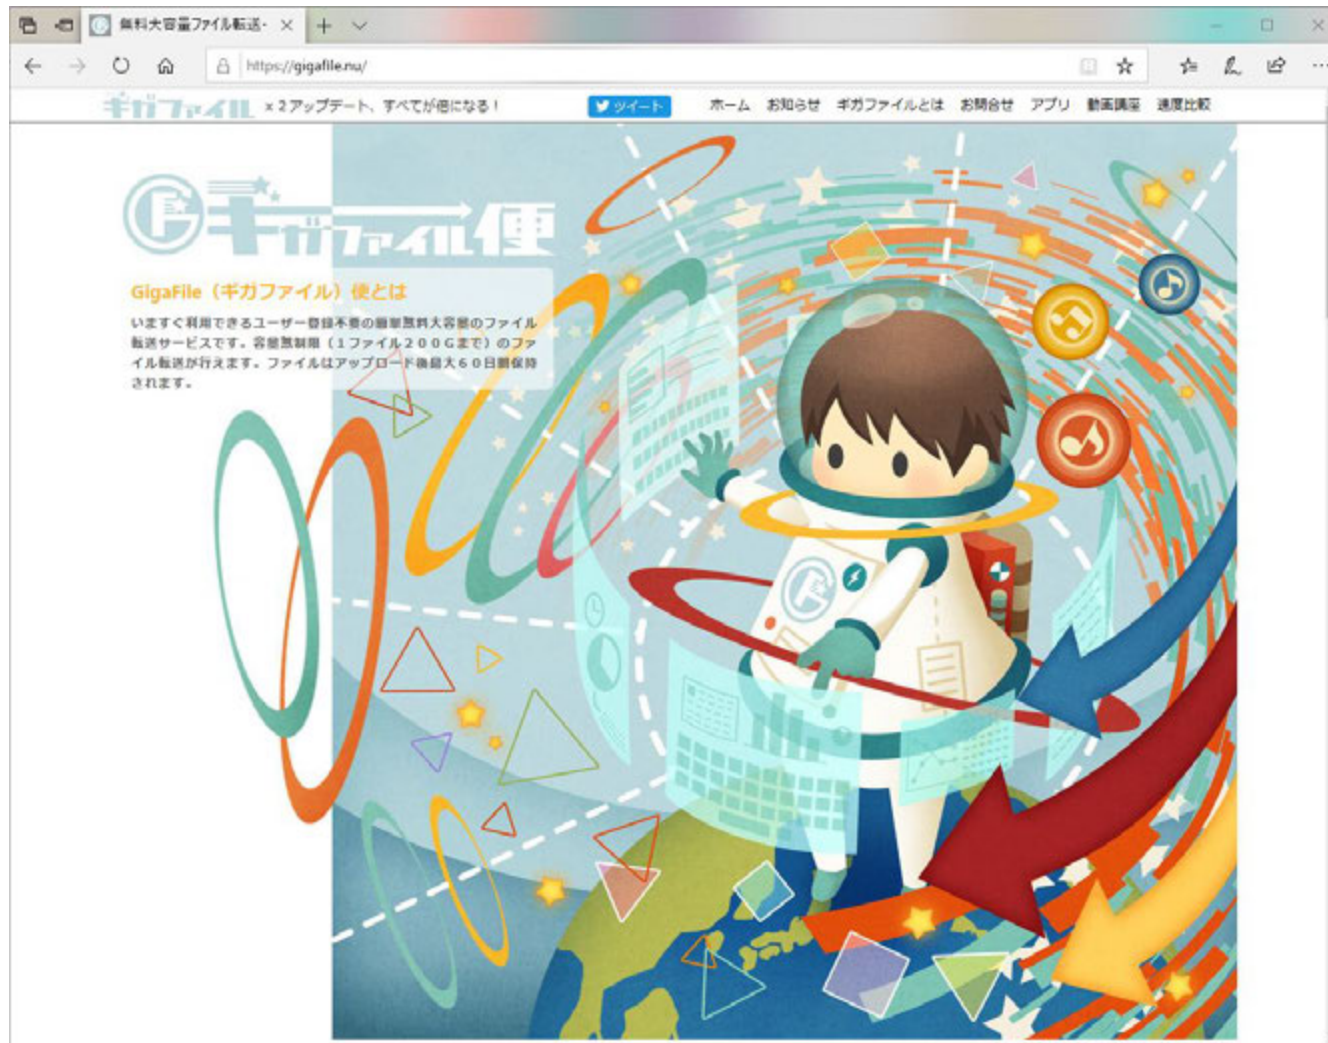 無料大容量ファイル転送・
https://gigafile.nu/
ギガファイル x2アップデート、すべてが倍になる！ ツイート ホーム お知らせ ギガファイルとは お問合せ アプリ 動画講座 速度比較
ギガファイル便
GigaFile（ギガファイル）便とは
いますぐ利用できるユーザー登録不要の簡単無料大容量のファイル
転送サービスです。容量無制限（1ファイル２００Ｇまで）のファ
イル転送が行えます。ファイルはアップロード後最大６０日間保持
されます。